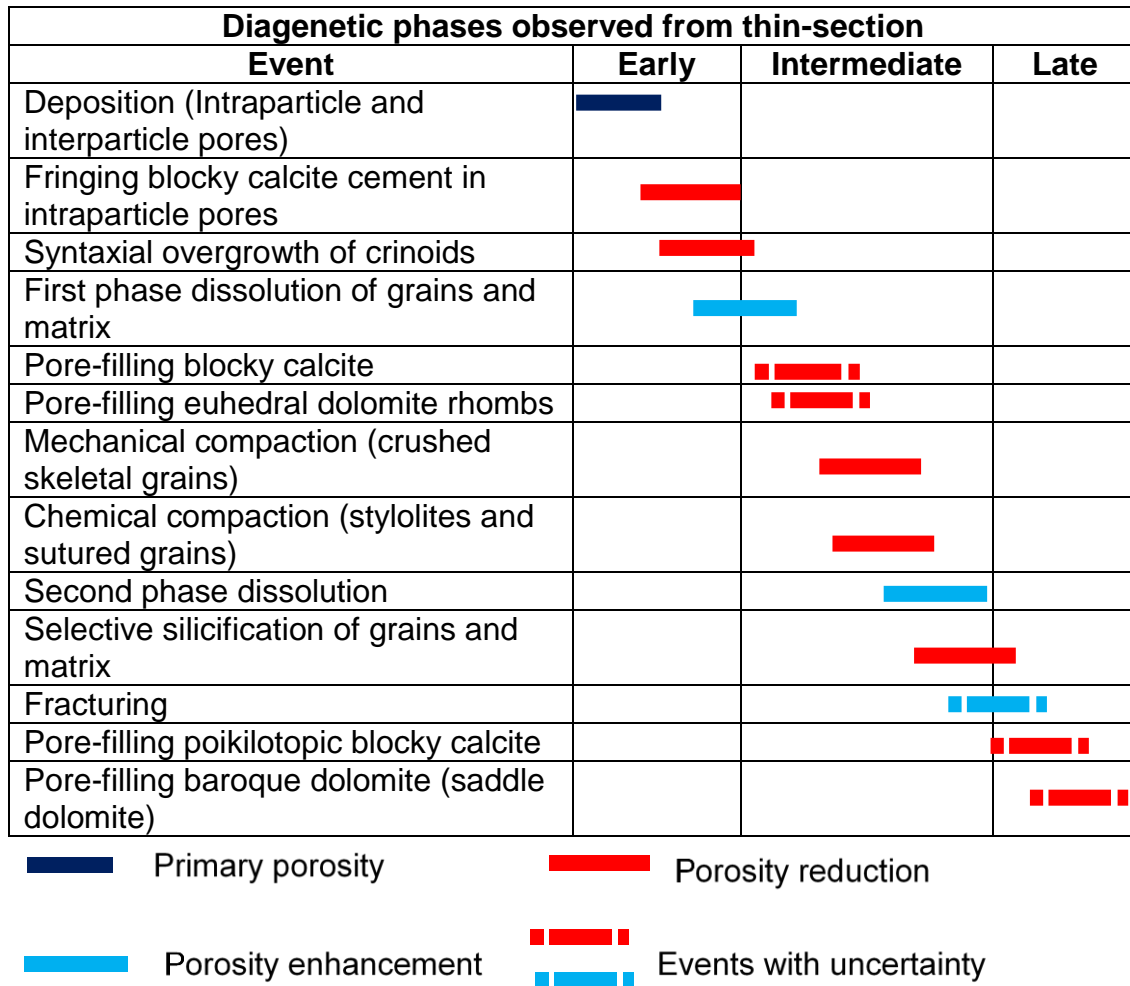 Diagenetic phases observed from thin-section
Event Early Intermediate Late
Deposition (Intraparticle and
interparticle pores)
Fringing blocky calcite cement in
intraparticle pores
Syntaxial overgrowth of crinoids
First phase dissolution of grains and
matrix
Pore-filling blocky calcite
Pore-filling euhedral dolomite rhombs
Mechanical compaction (crushed
skeletal grains)
Chemical compaction (stylolites and
sutured grains)
Second phase dissolution
Selective silicification of grains and
matrix
Fracturing
Pore-filling poikilotopic blocky calcite
Pore-filling baroque dolomite (saddle
dolomite)
Primary porosity Porosity reduction
Porosity enhancement Events with uncertainty